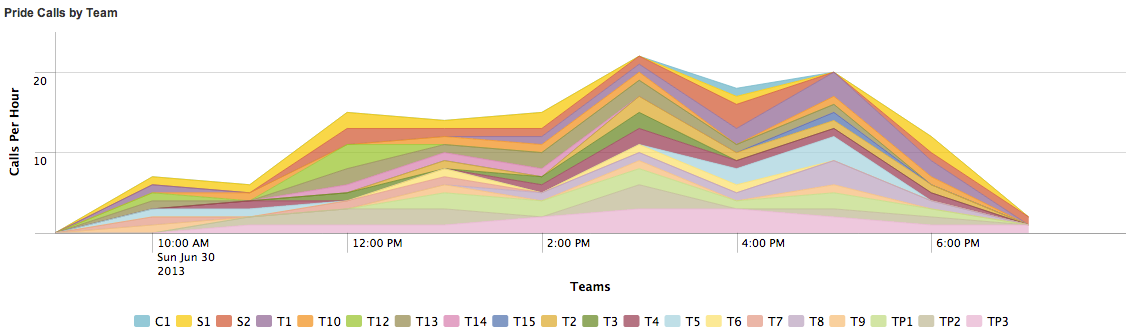 Pride Calls by Team
20
10
Calls Per Hour
10:00 AM 12:00 PM 2:00 PM 4:00 PM 6:00 PM
Sun Jun 30
2013
Teams
C1 S1 S2 T1 T10 T12 T13 T14 T15 T2 T3 T4 T5 T6 T7 T8 T9 TP1 TP2 TP3